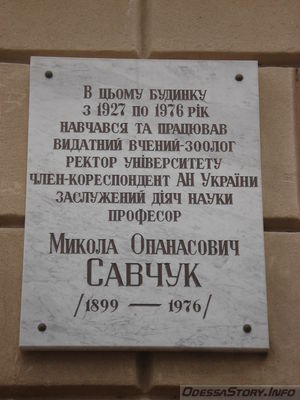 В цьому будинку
з 1927 по 1976 рік
навчався та працював
видатний вчений-зоолог
ректор університету
член-кореспондент АН України
заслужений діяч науки
професор
Микола Опанасович
САВЧУК
/1899 — 1976/
OdessaStory.Info